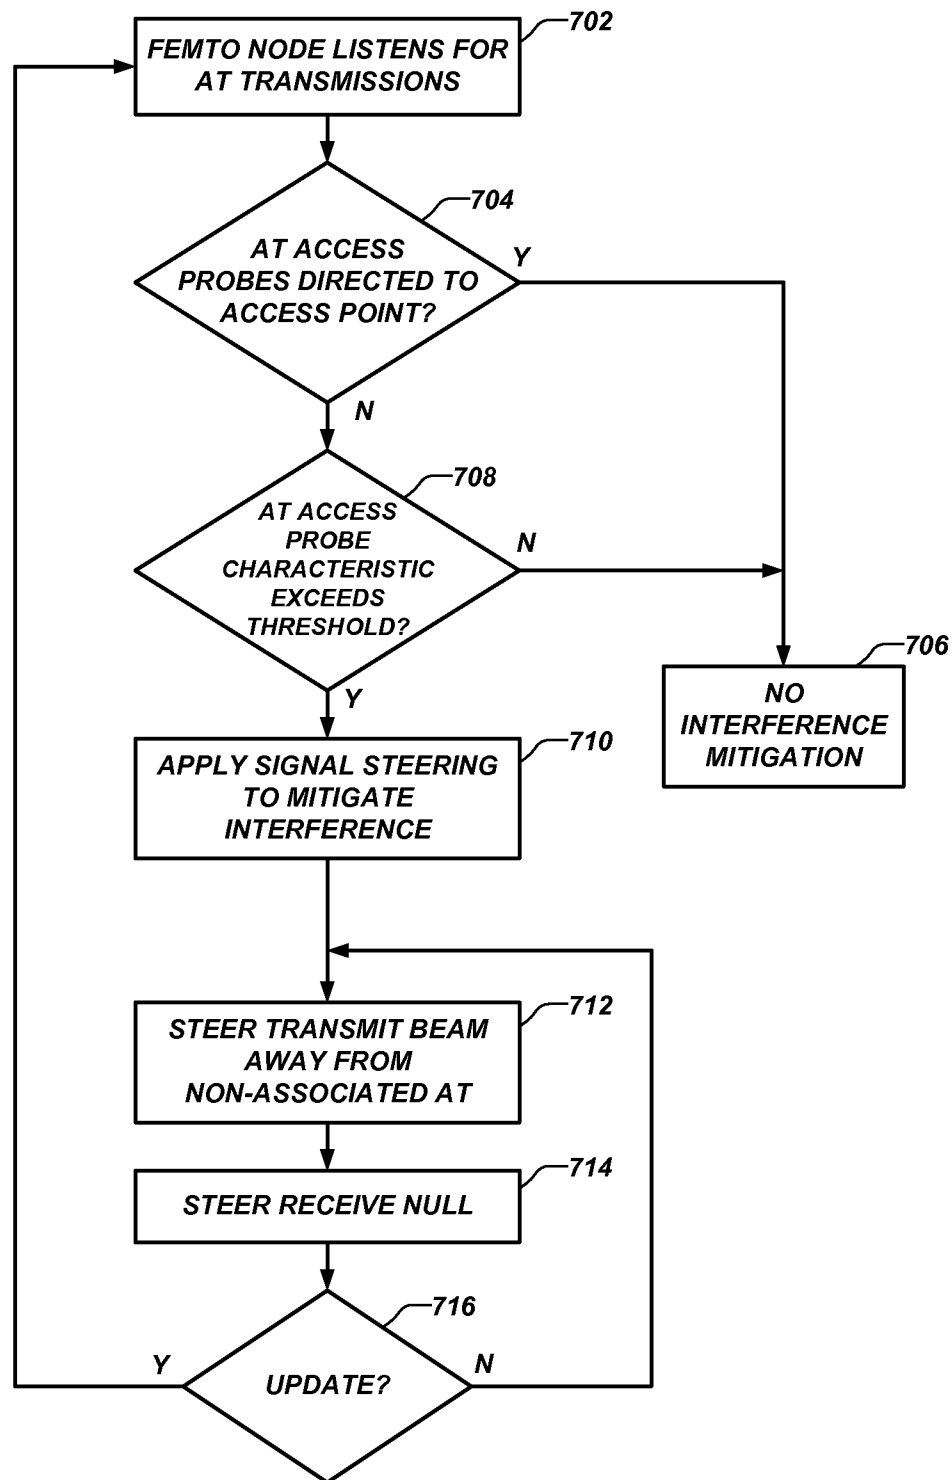 702
FEMTO NODE LISTENS FOR
AT TRANSMISSIONS
704
AT ACCESS
PROBES DIRECTED TO
ACCESS POINT?
Y
N
708
AT ACCESS
PROBE
CHARACTERISTIC
EXCEEDS
THRESHOLD?
N
Y
706
NO
INTERFERENCE
MITIGATION
710
APPLY SIGNAL STEERING
TO MITIGATE
INTERFERENCE
712
STEER TRANSMIT BEAM
AWAY FROM
NON-ASSOCIATED AT
714
STEER RECEIVE NULL
716
Y
UPDATE?
N